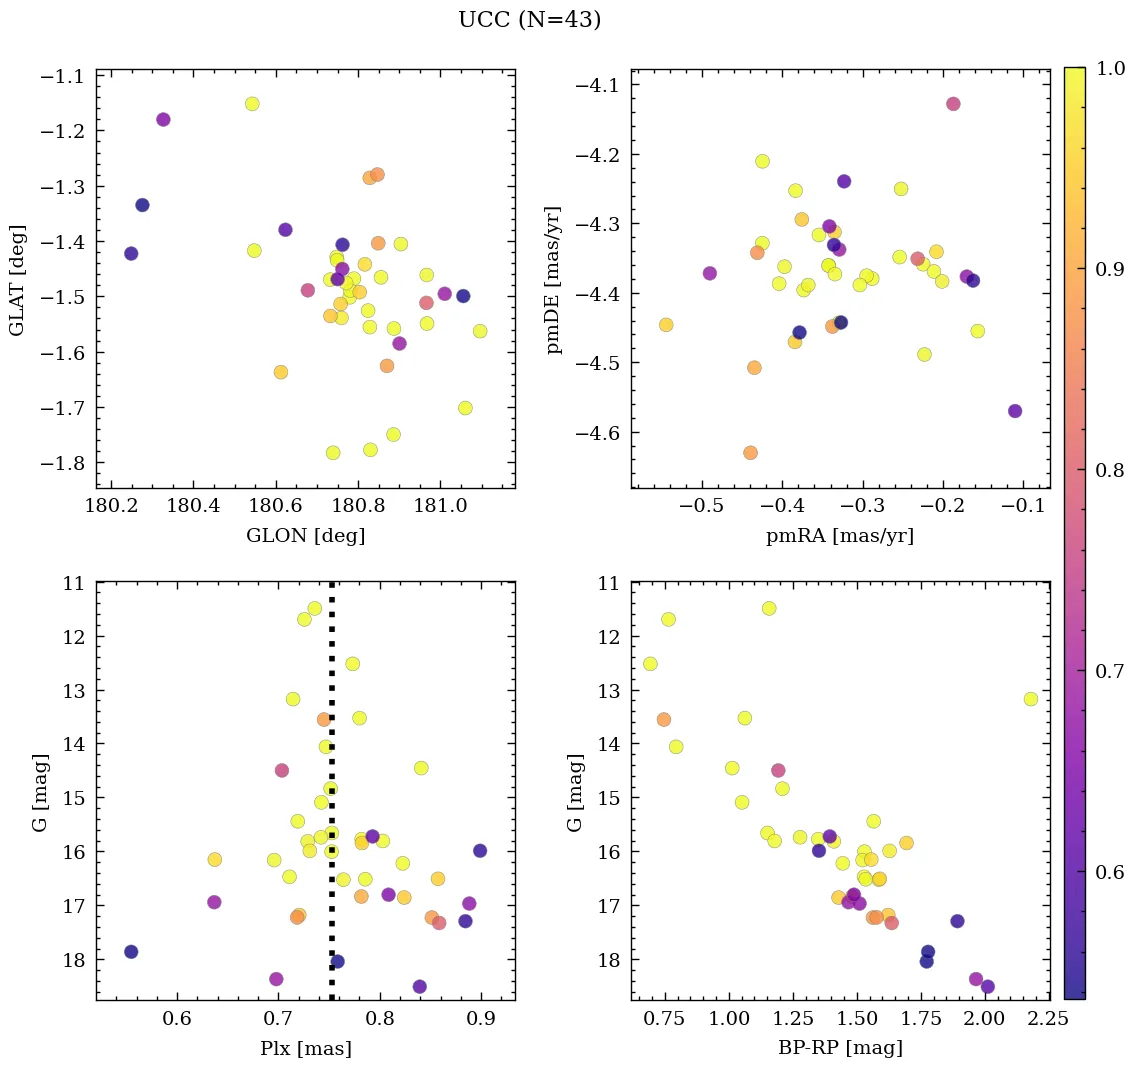 UCC (N=43)
−1.1
−1.2
−1.3
−1.4
−1.5
−1.6
−1.7
−1.8
GLAT [deg]
180.2 180.4 180.6 180.8 181.0
GLON [deg]
−4.1
−4.2
−4.3
−4.4
−4.5
−4.6
pmDE [mas/yr]
−0.5 −0.4 −0.3 −0.2 −0.1
pmRA [mas/yr]
1.0
0.9
0.8
0.7
0.6
11
12
13
14
15
16
17
18
G [mag]
0.6 0.7 0.8 0.9
Plx [mas]
11
12
13
14
15
16
17
18
G [mag]
0.75 1.00 1.25 1.50 1.75 2.00 2.25
BP-RP [mag]